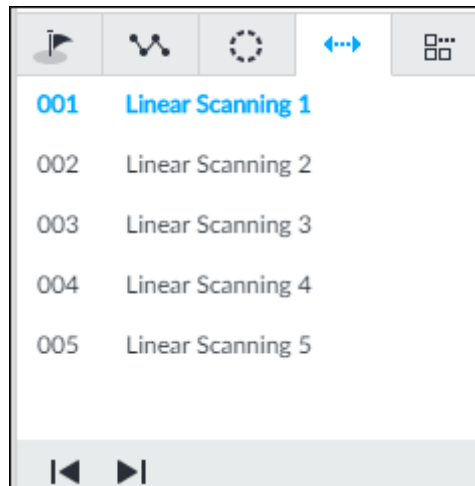 001 Linear Scanning 1
002 Linear Scanning 2
003 Linear Scanning 3
004 Linear Scanning 4
005 Linear Scanning 5